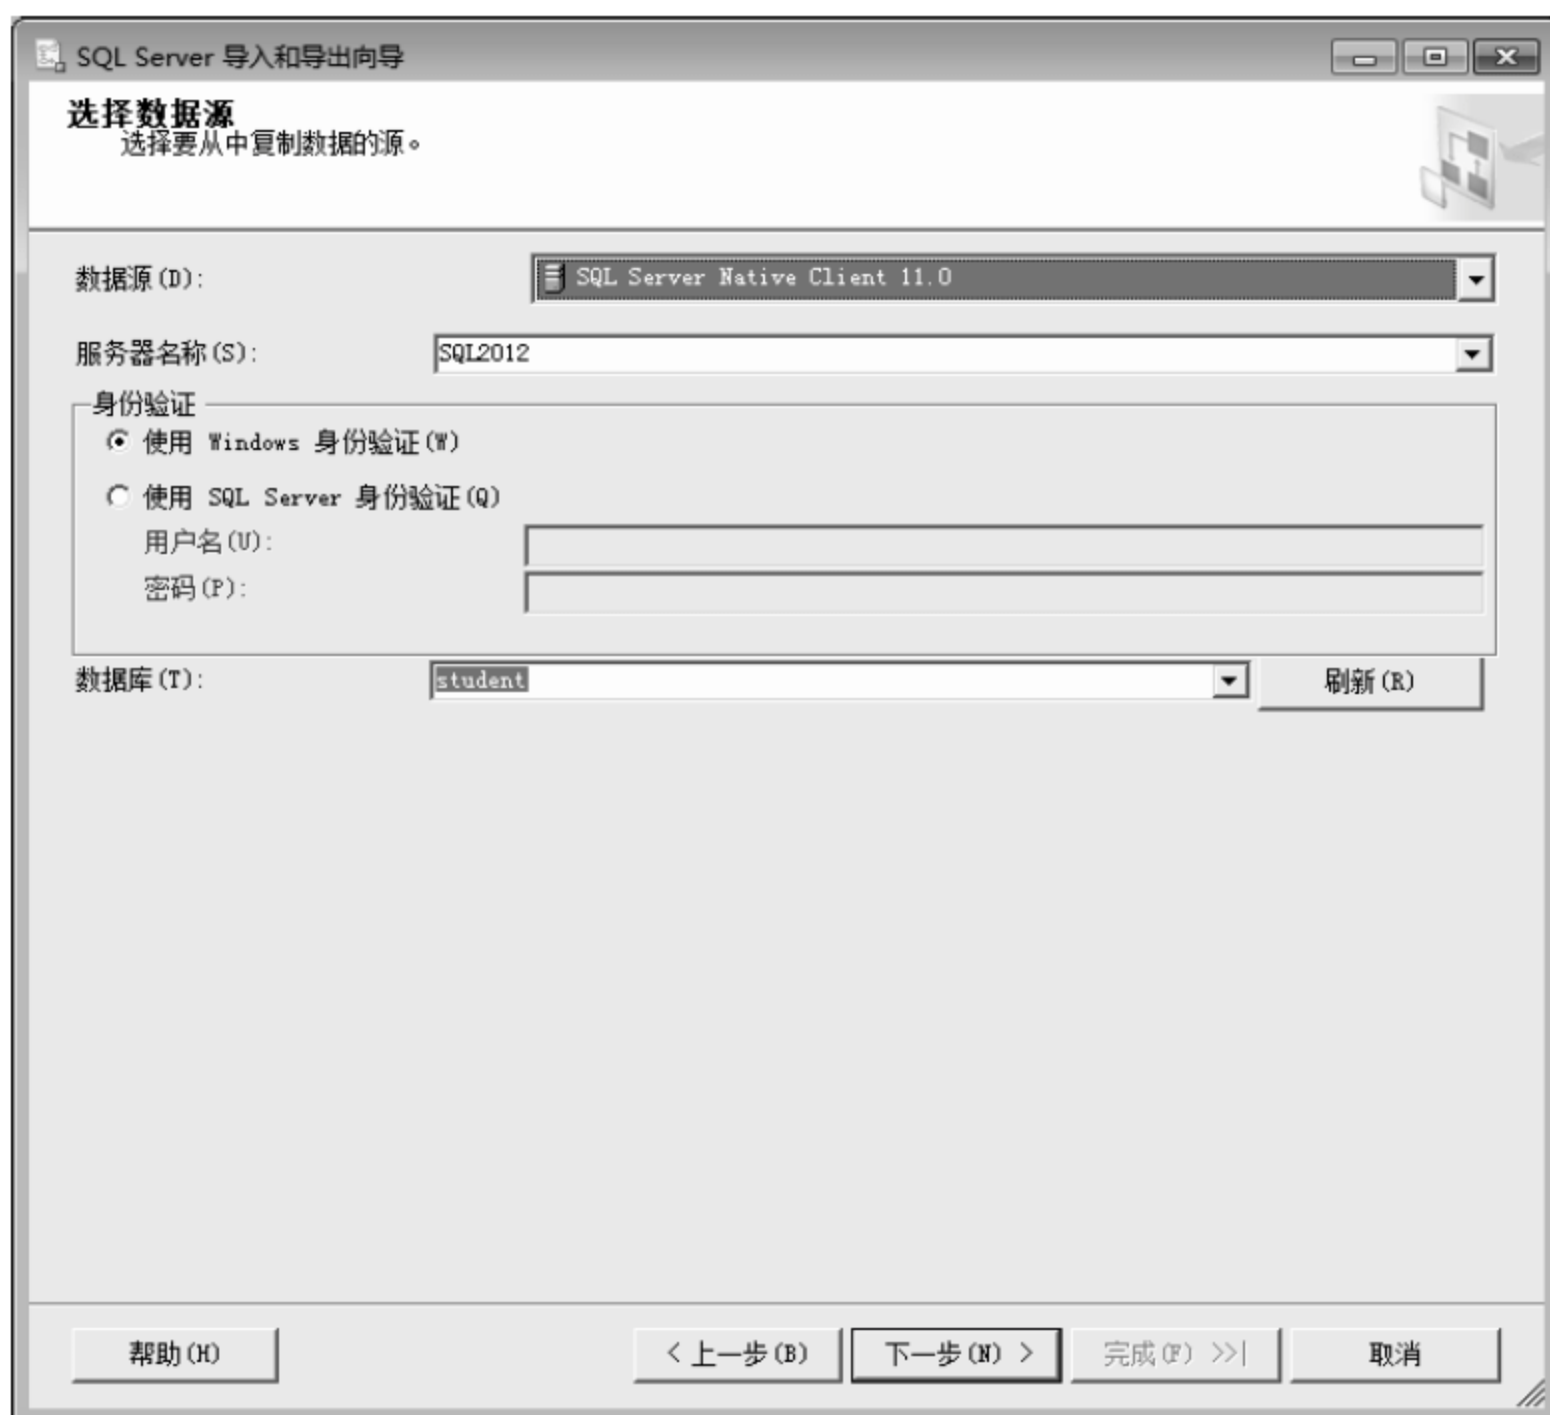 SQL Server 导入和导出向导
选择数据源
选择要从中复制数据的源。
数据源(D): SQL Server Native Client 11.0
服务器名称(S): SQL2012
身份验证
使用 Windows 身份验证(W)
使用 SQL Server 身份验证(Q)
用户名(U):
密码(P):
数据库(T): student 刷新(R)
帮助(H) < 上一步(B) 下一步(N) > 完成(F) >>|  取消